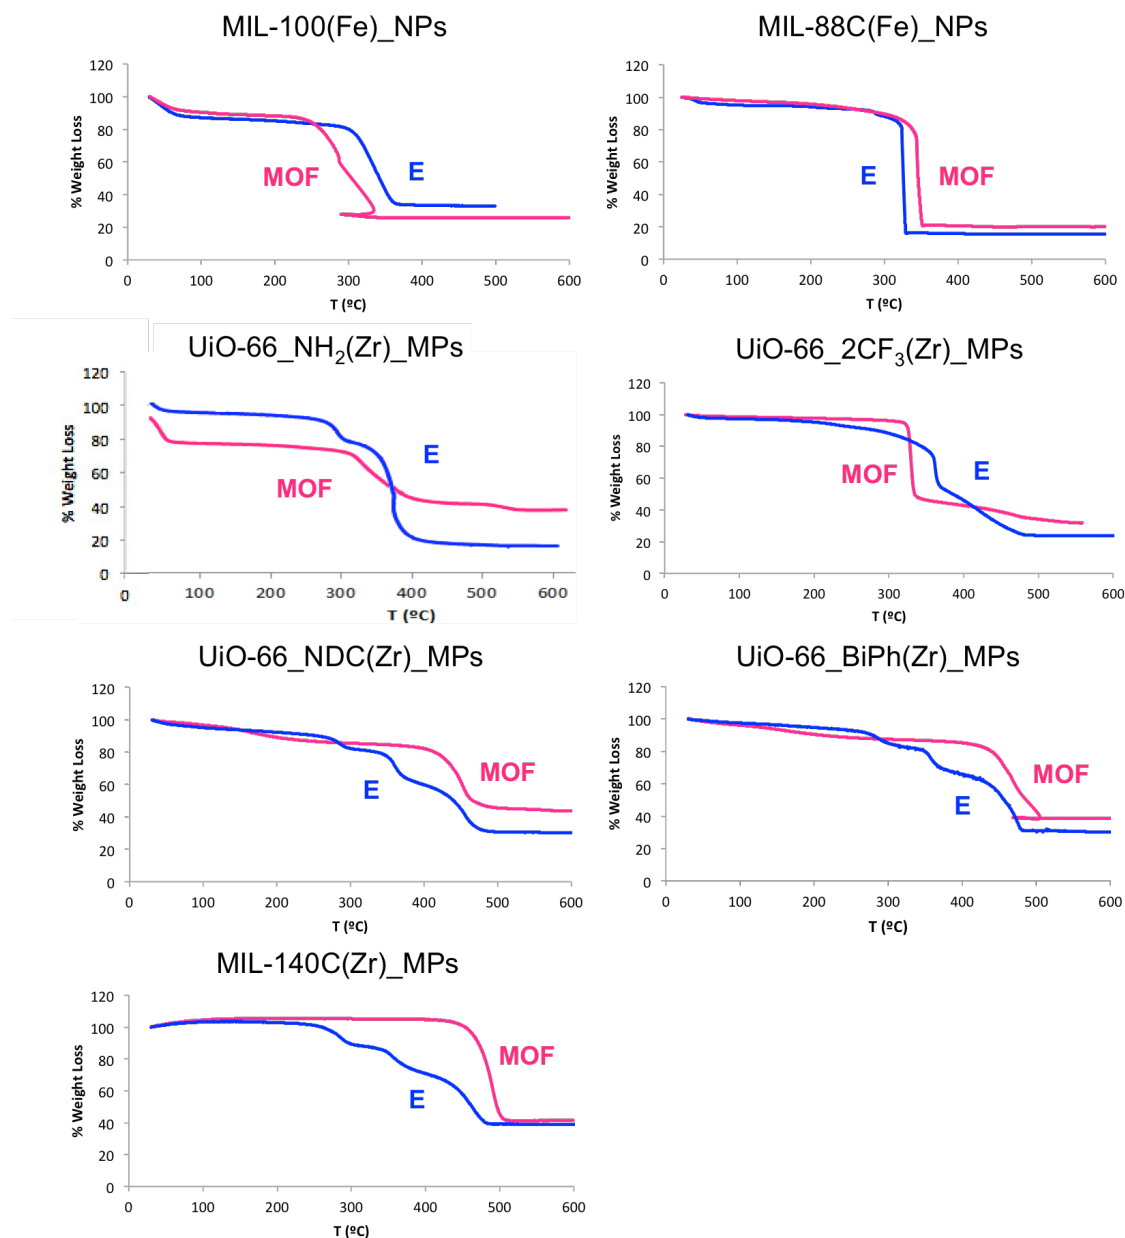 MIL-100(Fe)_NPs
% Weight Loss
120
100
80
60
40
20
0
MOF
E
0 100 200 300 400 500 600
T (ºC)
MIL-88C(Fe)_NPs
% Weight Loss
120
100
80
60
40
20
0
E
MOF
0 100 200 300 400 500 600
T (ºC)
UiO-66_NH₂(Zr)_MPs
% Weight Loss
120
100
80
60
40
20
0
MOF
E
0 100 200 300 400 500 600
T (ºC)
UiO-66_2CF₃(Zr)_MPs
% Weight Loss
120
100
80
60
40
20
0
MOF
E
0 100 200 300 400 500 600
T (ºC)
UiO-66_NDC(Zr)_MPs
% Weight Loss
120
100
80
60
40
20
0
MOF
E
0 100 200 300 400 500 600
T (ºC)
UiO-66_BiPh(Zr)_MPs
% Weight Loss
120
100
80
60
40
20
0
MOF
E
0 100 200 300 400 500 600
T (ºC)
MIL-140C(Zr)_MPs
% Weight Loss
120
100
80
60
40
20
0
MOF
E
0 100 200 300 400 500 600
T (ºC)